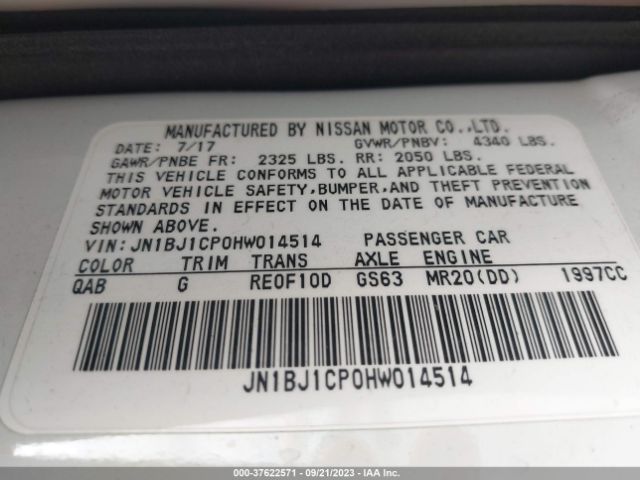 MANUFACTURED BY NISSAN MOTOR CO.,LTD.
DATE: 7/17 GVWR/PNBV: 4340 LBS.
GAWR/PNBE FR: 2325 LBS. RR: 2050 LBS.
THIS VEHICLE CONFORMS TO ALL APPLICABLE FEDERAL
MOTOR VEHICLE SAFETY,BUMPER,AND THEFT PREVENTION
STANDARDS IN EFFECT ON THE DATE OF MANUFACTURE
SHOWN ABOVE.
VIN:JN1BJ1CP0HW014514 PASSENGER CAR
COLOR TRIM TRANS AXLE ENGINE
QAB G RE0F10D GS63 MR20(DD) 1997CC
JN1BJ1CP0HW014514
000-37622571 - 09/21/2023 - IAA Inc.